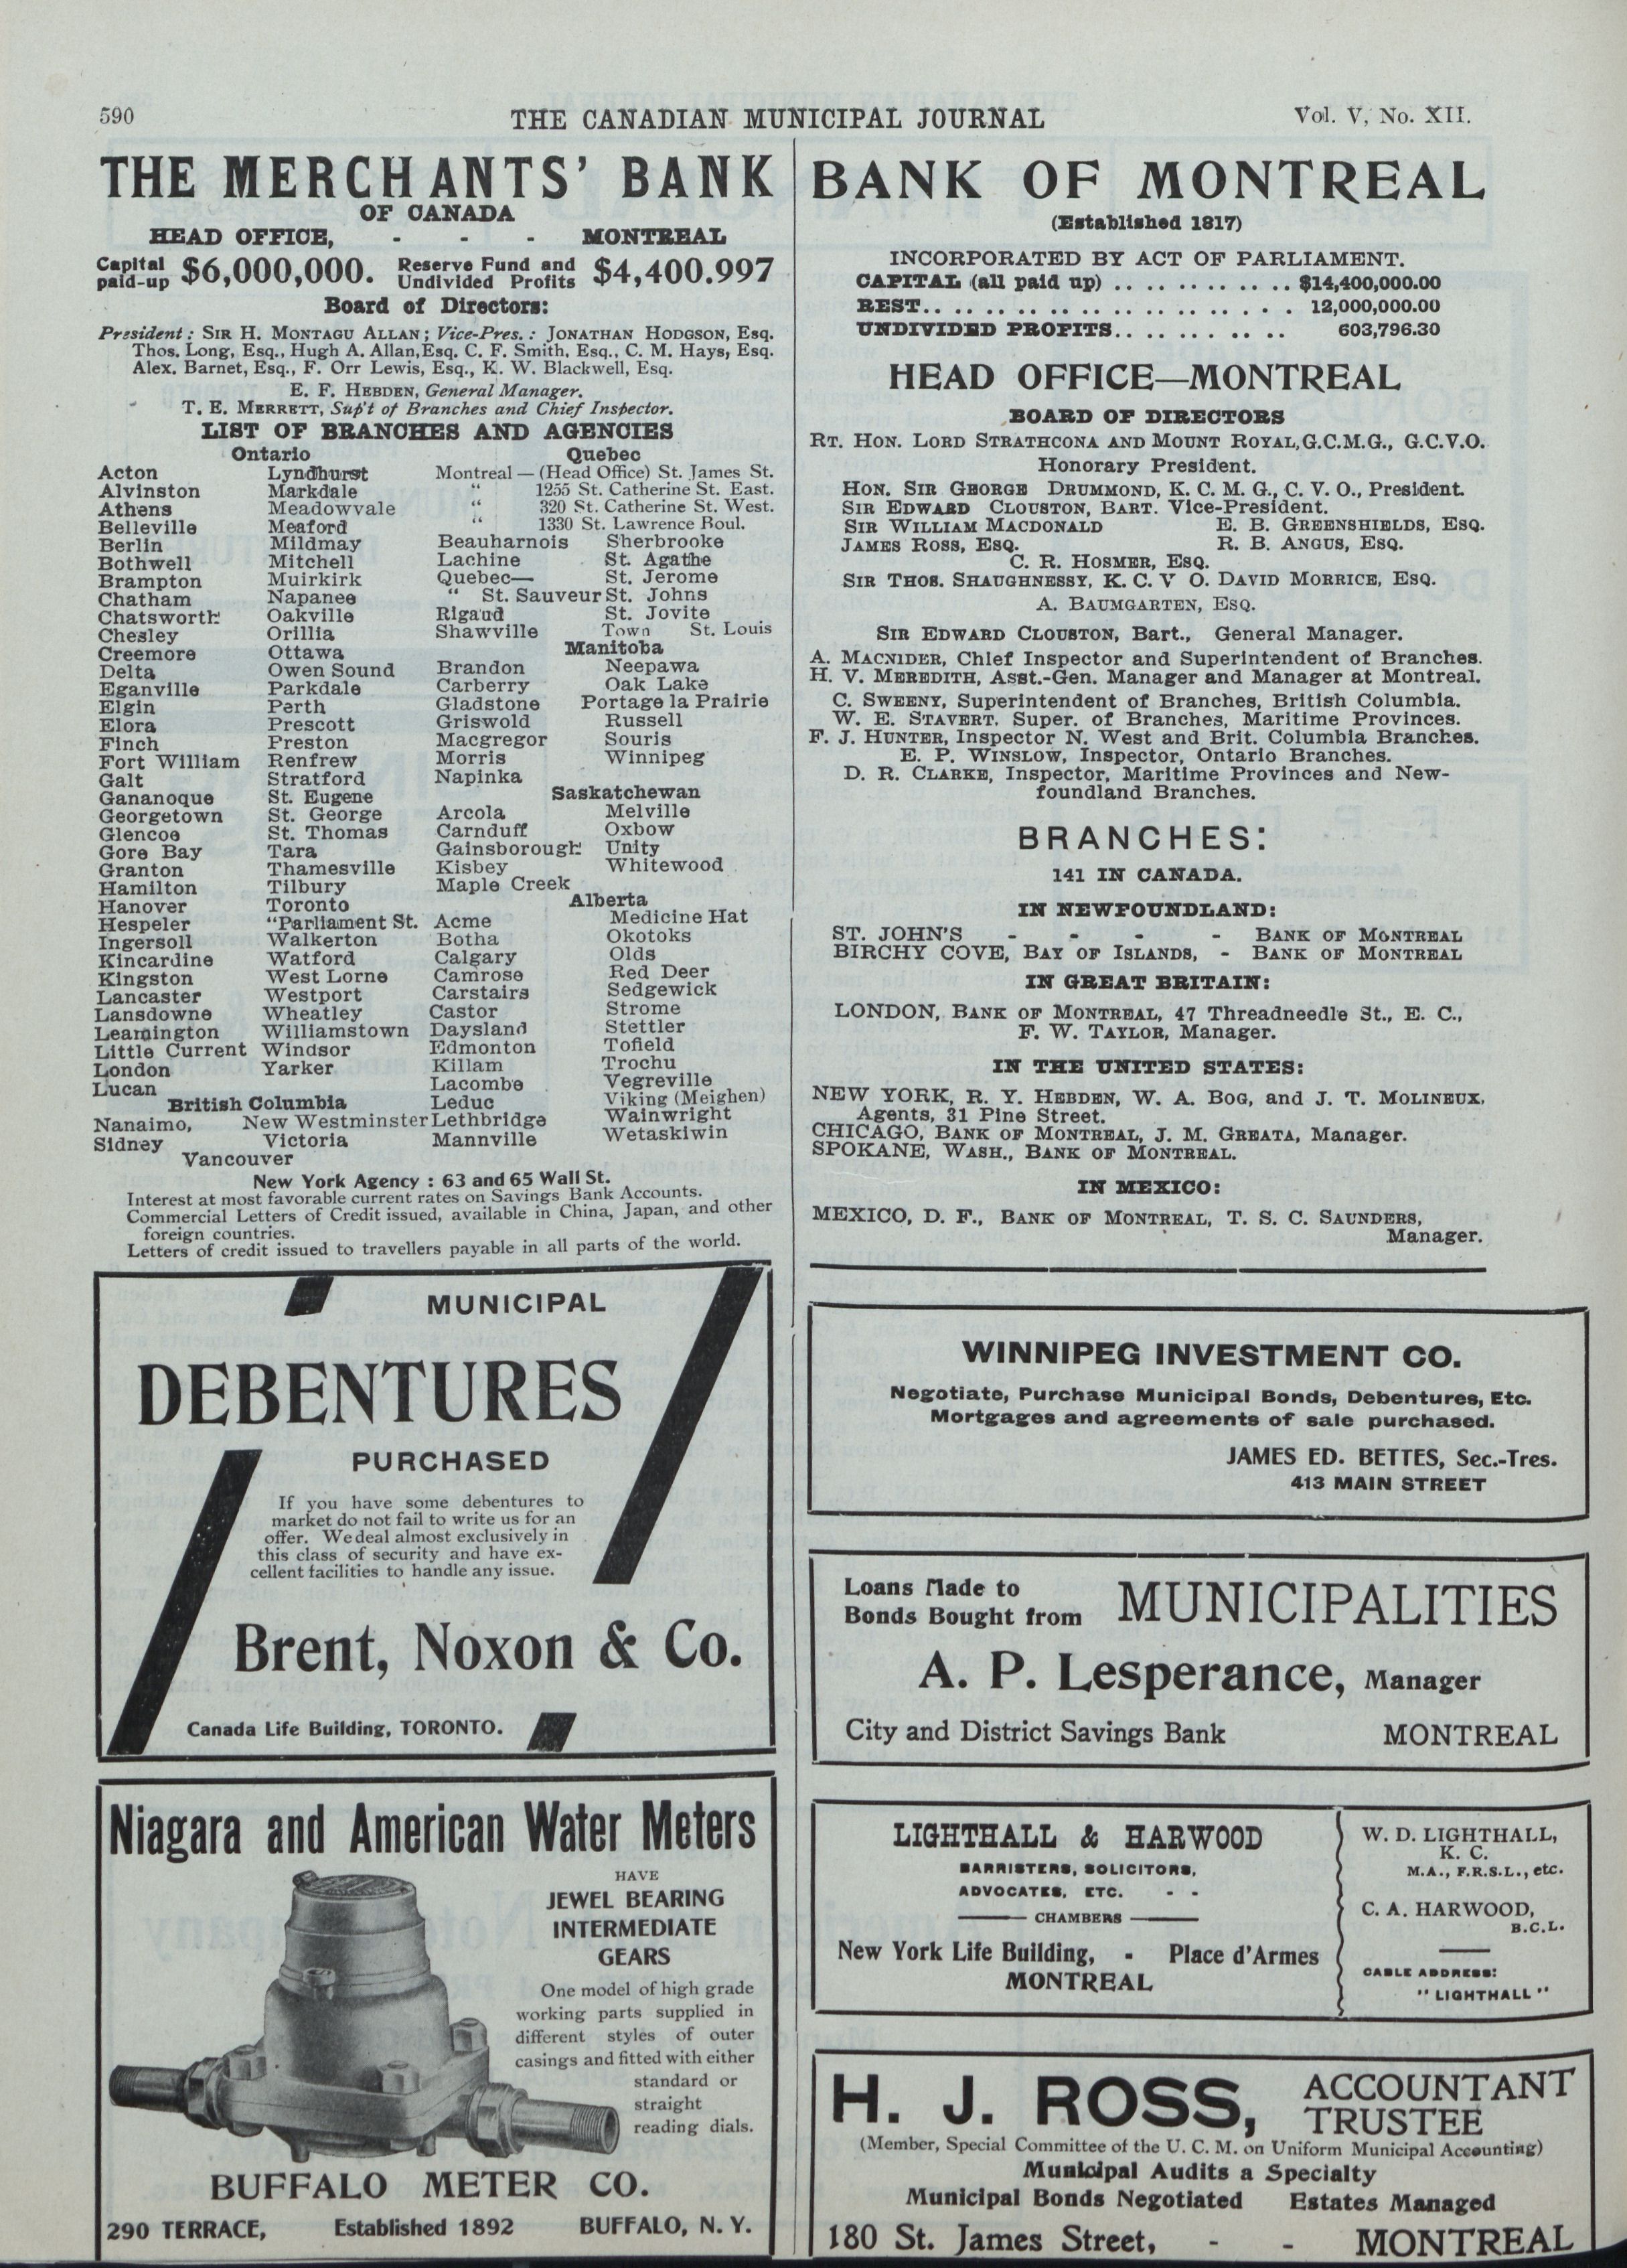 590
THE CANADIAN MUNICIPAL JOURNAL
Vol. V, No. XII.
THE MERCHANTS' BANK
OF CANADA
HEAD OFFICE, - - - MONTREAL
Capital paid-up $6,000,000. Reserve Fund and Undivided Profits $4,400.997
Board of Directors:
President: SIR H. MONTAGU ALLAN; Vice-Pres.: JONATHAN HODGSON, Esq.
Thos. Long, Esq., Hugh A. Allan, Esq. C. F. Smith, Esq., C. M. Hays, Esq.
Alex. Barnet, Esq., F. Orr Lewis, Esq., K. W. Blackwell, Esq.
E. F. HEBDEN, General Manager.
T. E. MERRETT, Sup't of Branches and Chief Inspector.
LIST OF BRANCHES AND AGENCIES
Ontario
Acton
Alvinston
Athens
Belleville
Berlin
Bothwell
Brampton
Chatham
Chatsworth
Chesley
Creemore
Delta
Eganville
Elgin
Elora
Finch
Fort William
Galt
Gananoque
Georgetown
Glencoe
Gore Bay
Granton
Hamilton
Hanover
Hespeler
Ingersoll
Kincardine
Kingston
Lancaster
Lansdowne
Leamington
Little Current
London
Lucan
Lyndhurst
Markdale
Meadowvale
Meaford
Mildmay
Mitchell
Muirkirk
Napanee
Oakville
Orillia
Ottawa
Owen Sound
Parkdale
Perth
Prescott
Preston
Renfrew
Stratford
St. Eugene
St. George
St. Thomas
Tara
Thamesville
Tilbury
Toronto
"Parliament St.
Walkerton
Watford
West Lorne
Westport
Wheatley
Williamstown
Windsor
Yarker
British Columbia
Nanaimo, New Westminster
Sidney Victoria
Vancouver
Quebec
Montreal — (Head Office) St. James St.
" 1255 St. Catherine St. East.
" 320 St. Catherine St. West.
" 1330 St. Lawrence Boul.
Beauharnois Sherbrooke
Lachine St. Agathe
Quebec— St. Jerome
" St. Sauveur St. Johns
Rigaud St. Jovite
Shawville Town St. Louis
Manitoba
Brandon Neepawa
Carberry Oak Lake
Gladstone Portage la Prairie
Griswold Russell
Macgregor Souris
Morris Winnipeg
Napinka
Saskatchewan
Arcola Melville
Carnduff Oxbow
Gainsborough Unity
Kisbey Whitewood
Maple Creek
Alberta
Acme Medicine Hat
Botha Okotoks
Calgary Olds
Camrose Red Deer
Carstairs Sedgewick
Castor Strome
Daysland Stettler
Edmonton Tofield
Killam Trochu
Lacombe Vegreville
Leduc Viking (Meighen)
Lethbridge Wainwright
Mannville Wetaskiwin
New York Agency: 63 and 65 Wall St.
Interest at most favorable current rates on Savings Bank Accounts.
Commercial Letters of Credit issued, available in China, Japan, and other
foreign countries.
Letters of credit issued to travellers payable in all parts of the world.
MUNICIPAL
DEBENTURES
PURCHASED
If you have some debentures to
market do not fail to write us for an
offer. We deal almost exclusively in
this class of security and have ex-
cellent facilities to handle any issue.
Brent, Noxon & Co.
Canada Life Building, TORONTO.
Niagara and American Water Meters
HAVE
JEWEL BEARING
INTERMEDIATE
GEARS
One model of high grade
working parts supplied in
different styles of outer
casings and fitted with either
standard or
straight
reading dials.
BUFFALO METER CO.
290 TERRACE, Established 1892 BUFFALO, N. Y.
BANK OF MONTREAL
(Established 1817)
INCORPORATED BY ACT OF PARLIAMENT.
CAPITAL (all paid up) .. .. .. .. .. .. $14,400,000.00
REST.. .. .. .. .. .. .. .. .. .. . . 12,000,000.00
UNDIVIDED PROFITS.. .. .. .. .. .. 603,796.30
HEAD OFFICE—MONTREAL
BOARD OF DIRECTORS
RT. HON. LORD STRATHCONA AND MOUNT ROYAL, G.C.M.G., G.C.V.O.
Honorary President.
HON. SIR GEORGE DRUMMOND, K. C. M. G., C. V. O., President.
SIR EDWARD CLOUSTON, BART. Vice-President.
SIR WILLIAM MACDONALD E. B. GREENSHIELDS, ESQ.
JAMES ROSS, ESQ. R. B. ANGUS, ESQ.
C. R. HOSMER, ESQ.
SIR THOS. SHAUGHNESSY, K. C. V O. DAVID MORRICE, ESQ.
A. BAUMGARTEN, ESQ.
SIR EDWARD CLOUSTON, Bart., General Manager.
A. MACNIDER, Chief Inspector and Superintendent of Branches.
H. V. MEREDITH, Asst.-Gen. Manager and Manager at Montreal.
C. SWEENY, Superintendent of Branches, British Columbia.
W. E. STAVERT, Super. of Branches, Maritime Provinces.
F. J. HUNTER, Inspector N. West and Brit. Columbia Branches.
E. P. WINSLOW, Inspector, Ontario Branches.
D. R. CLARKE, Inspector, Maritime Provinces and New-
foundland Branches.
BRANCHES:
141 IN CANADA.
IN NEWFOUNDLAND:
ST. JOHN'S - - - - BANK OF MONTREAL
BIRCHY COVE, BAY OF ISLANDS, - BANK OF MONTREAL
IN GREAT BRITAIN:
LONDON, BANK OF MONTREAL, 47 Threadneedle St., E. C.,
F. W. TAYLOR, Manager.
IN THE UNITED STATES:
NEW YORK, R. Y. HEBDEN, W. A. BOG, and J. T. MOLINEUX,
Agents, 31 Pine Street.
CHICAGO, BANK OF MONTREAL, J. M. GREATA, Manager.
SPOKANE, WASH., BANK OF MONTREAL.
IN MEXICO:
MEXICO, D. F., BANK OF MONTREAL, T. S. C. SAUNDERS,
Manager.
WINNIPEG INVESTMENT CO.
Negotiate, Purchase Municipal Bonds, Debentures, Etc.
Mortgages and agreements of sale purchased.
JAMES ED. BETTES, Sec.-Tres.
413 MAIN STREET
Loans Made to
Bonds Bought from MUNICIPALITIES
A. P. Lesperance, Manager
City and District Savings Bank MONTREAL
LIGHTHALL & HARWOOD
BARRISTERS, SOLICITORS,
ADVOCATES, ETC. - -
CHAMBERS
New York Life Building, - Place d'Armes
MONTREAL
W. D. LIGHTHALL,
K. C.
M.A., F.R.S.L., etc.
C. A. HARWOOD,
B.C.L.
CABLE ADDRESS:
"LIGHTHALL"
H. J. ROSS, ACCOUNTANT
TRUSTEE
(Member, Special Committee of the U. C. M. on Uniform Municipal Accounting)
Municipal Audits a Specialty
Municipal Bonds Negotiated Estates Managed
180 St. James Street, - - MONTREAL